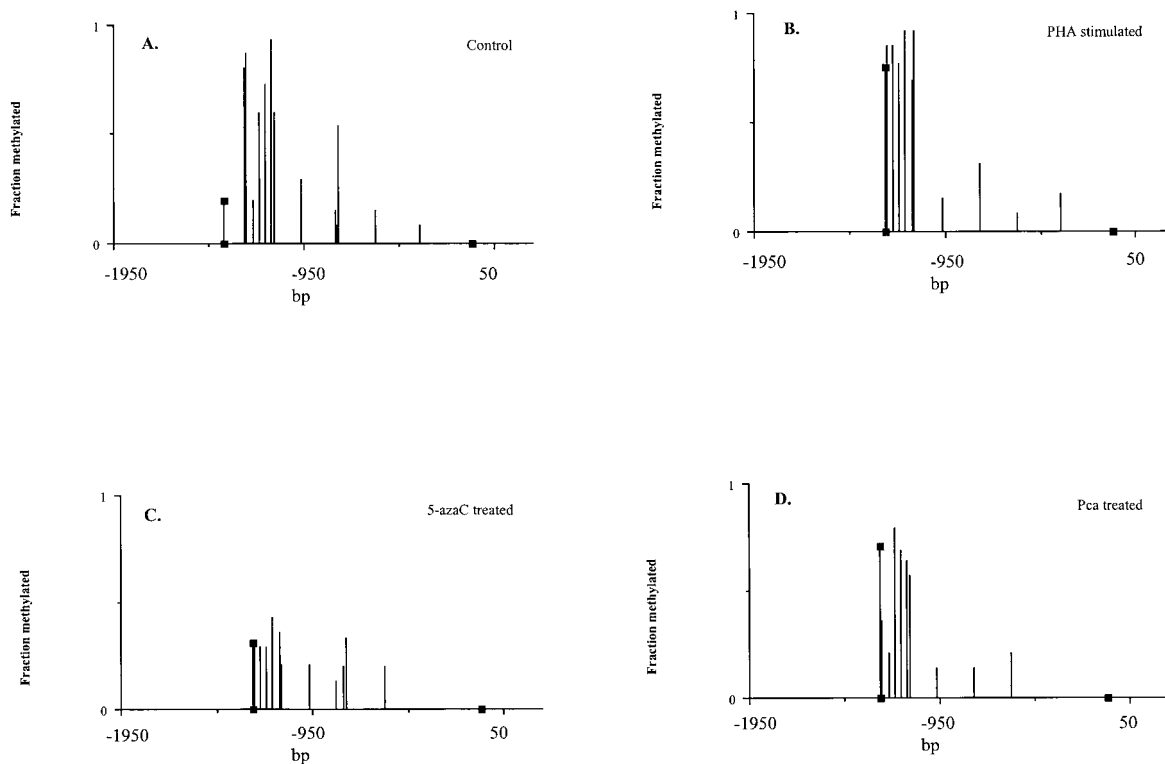 1
A.
Control
Fraction methylated
0
-1950
-950
50
bp
1
B.
PHA stimulated
Fraction methylated
0
-1950
-950
50
bp
1
C.
5-azaC treated
Fraction methylated
0
-1950
-950
50
bp
1
D.
Pca treated
Fraction methylated
0
-1950
-950
50
bp